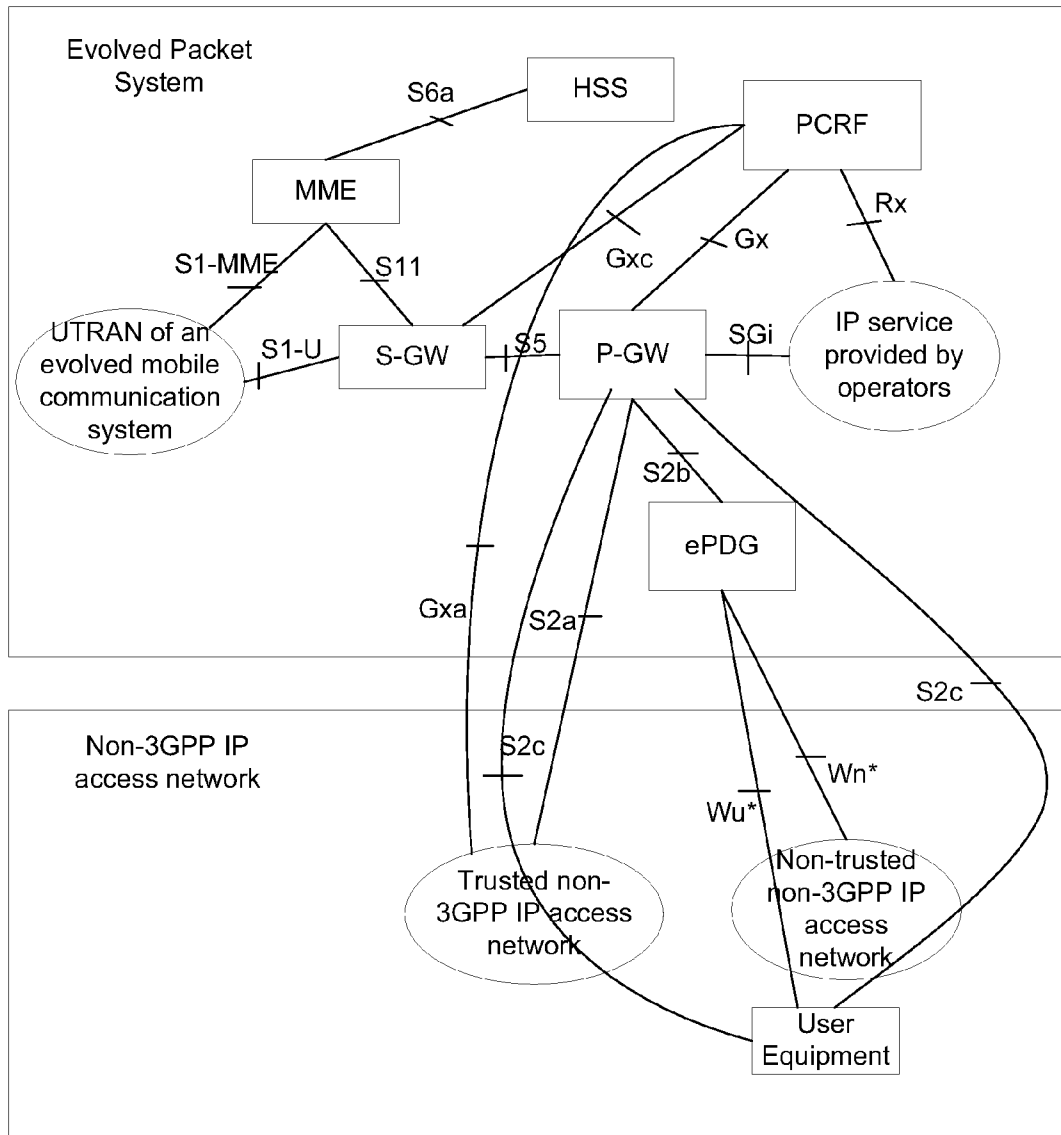 Evolved Packet
System
S6a
HSS
PCRF
MME
Rx
Gxc
Gx
S1-MME
S11
UTRAN of an
evolved mobile
communication
system
S1-U
S-GW
S5
P-GW
SGi
IP service
provided by
operators
S2b
ePDG
Gxa
S2a
S2c
Non-3GPP IP
access network
S2c
Wn*
Wu*
Trusted non-
3GPP IP access
network
Non-trusted
non-3GPP IP
access
network
User
Equipment